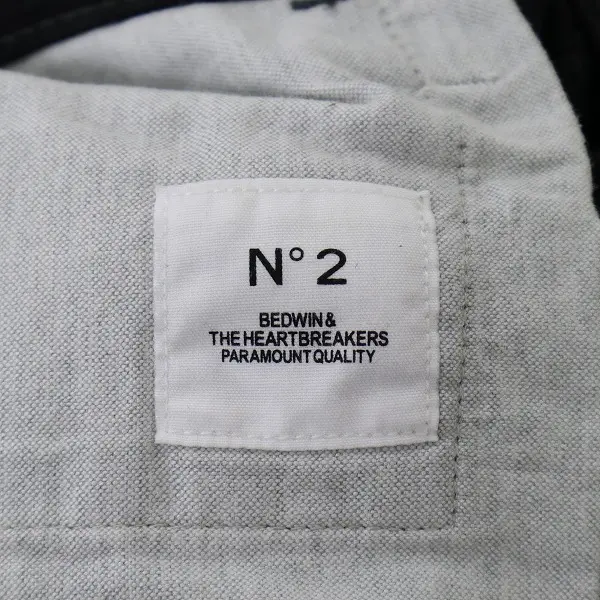 N° 2
BEDWIN &
THE HEARTBREAKERS
PARAMOUNT QUALITY